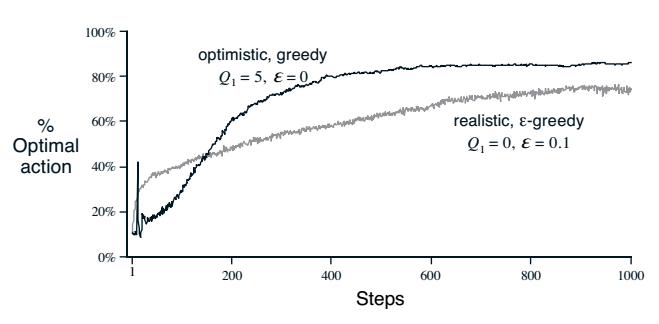 100%
80%
60%
40%
20%
0%
%
Optimal
action
optimistic, greedy
Q₁ = 5, ε = 0
realistic, ε-greedy
Q₁ = 0, ε = 0.1
1
200
400
600
800
1000
Steps